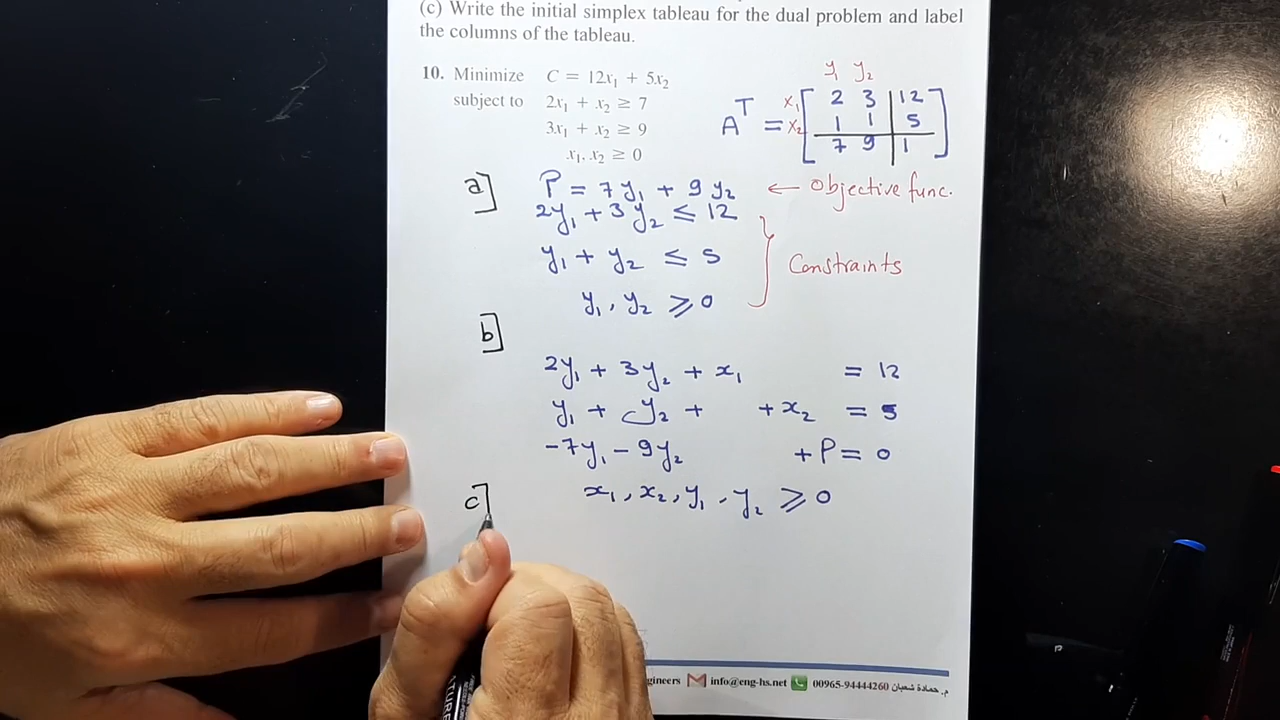 (c) Write the initial simplex tableau for the dual problem and label
the columns of the tableau.
10. Minimize C = 12x₁ + 5x₂
subject to 2x₁ + x₂ ≥ 7
3x₁ + x₂ ≥ 9
x₁, x₂ ≥ 0
y₁ y₂
x₁ 2 3 12
Aᵀ = x₂ 1 1 5
7 9 1
a] P = 7y₁ + 9y₂ ← Objective func.
2y₁ + 3y₂ ≤ 12
y₁ + y₂ ≤ 5
Constraints
y₁, y₂ ≥ 0
b]
2y₁ + 3y₂ + x₁ = 12
y₁ + y₂ + + x₂ = 5
-7y₁ - 9y₂ + P = 0
x₁, x₂, y₁, y₂ ≥ 0
c]
gineers info@eng-hs.net 00965-94444260 م. حمادة شعبان